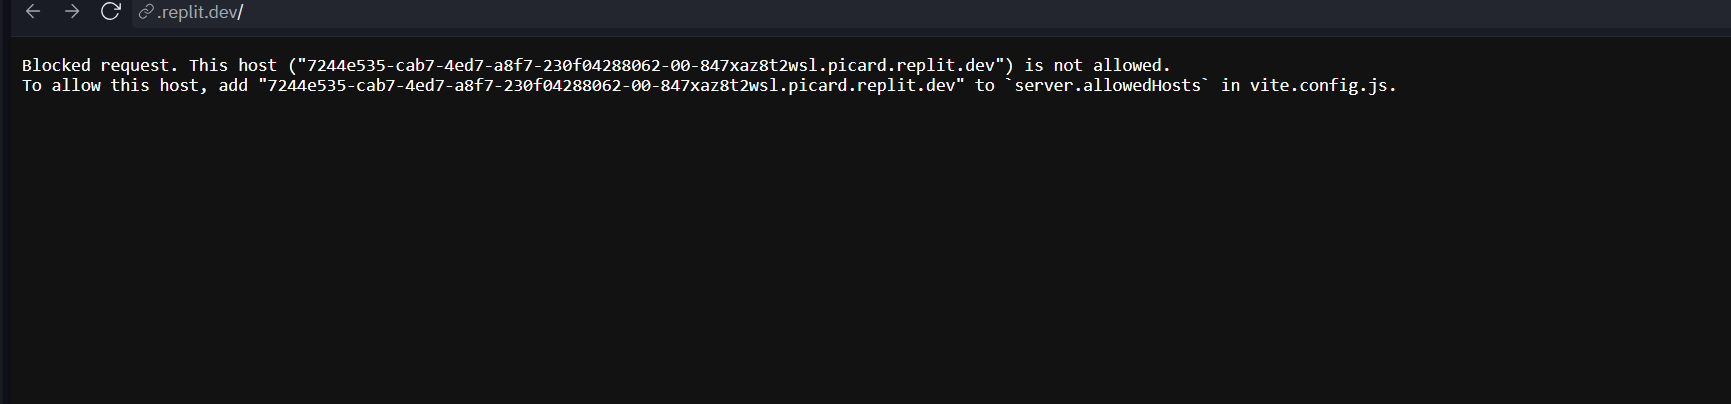 .replit.dev/
Blocked request. This host ("7244e535-cab7-4ed7-a8f7-230f04288062-00-847xaz8t2wsl.picard.replit.dev") is not allowed.
To allow this host, add "7244e535-cab7-4ed7-a8f7-230f04288062-00-847xaz8t2wsl.picard.replit.dev" to `server.allowedHosts` in vite.config.js.